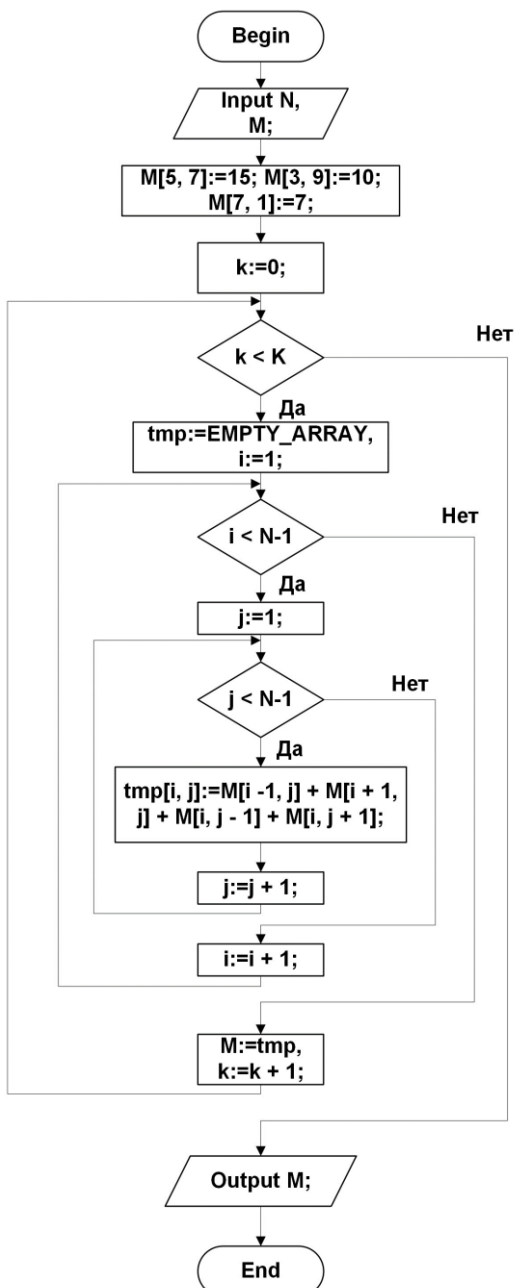 Begin
Input N,
M;
M[5, 7]:=15; M[3, 9]:=10;
M[7, 1]:=7;
k:=0;
k < K
Нет
Да
tmp:=EMPTY_ARRAY,
i:=1;
i < N-1
Нет
Да
j:=1;
j < N-1
Нет
Да
tmp[i, j]:=M[i -1, j] + M[i + 1,
j] + M[i, j - 1] + M[i, j + 1];
j:=j + 1;
i:=i + 1;
M:=tmp,
k:=k + 1;
Output M;
End